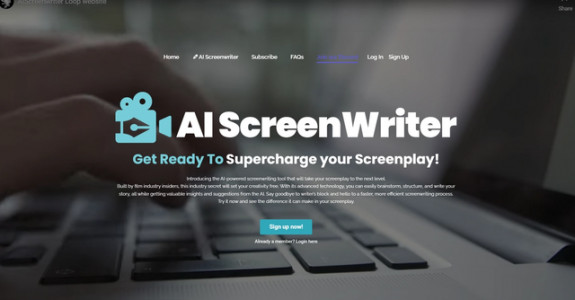 AI ScreenWriter Loop Website
Share
Home AI Screenwriter Subscribe FAQs Log In Sign Up
AI ScreenWriter
Get Ready To Supercharge your Screenplay!
Introducing the AI-powered screenwriting tool that will take your screenplay to the next level.
Built by film industry insiders, this industry secret will set your creativity free. With its advanced technology, you can easily brainstorm, structure, and write your
story, all while getting valuable insights and suggestions from the AI. Say goodbye to writer's block and hello to a faster, more efficient screenwriting process.
Try it now and see the difference it can make in your screenplay.
Sign up now!
Already a member? Login here